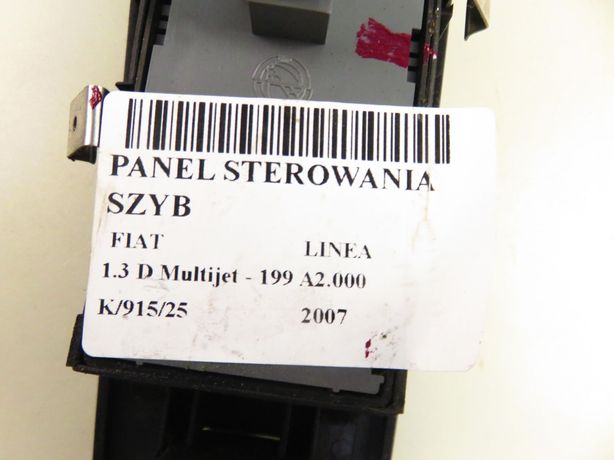 PANEL STEROWANIA
SZYB
FIAT LINEA
1.3 D Multijet - 199 A2.000
K/915/25 2007